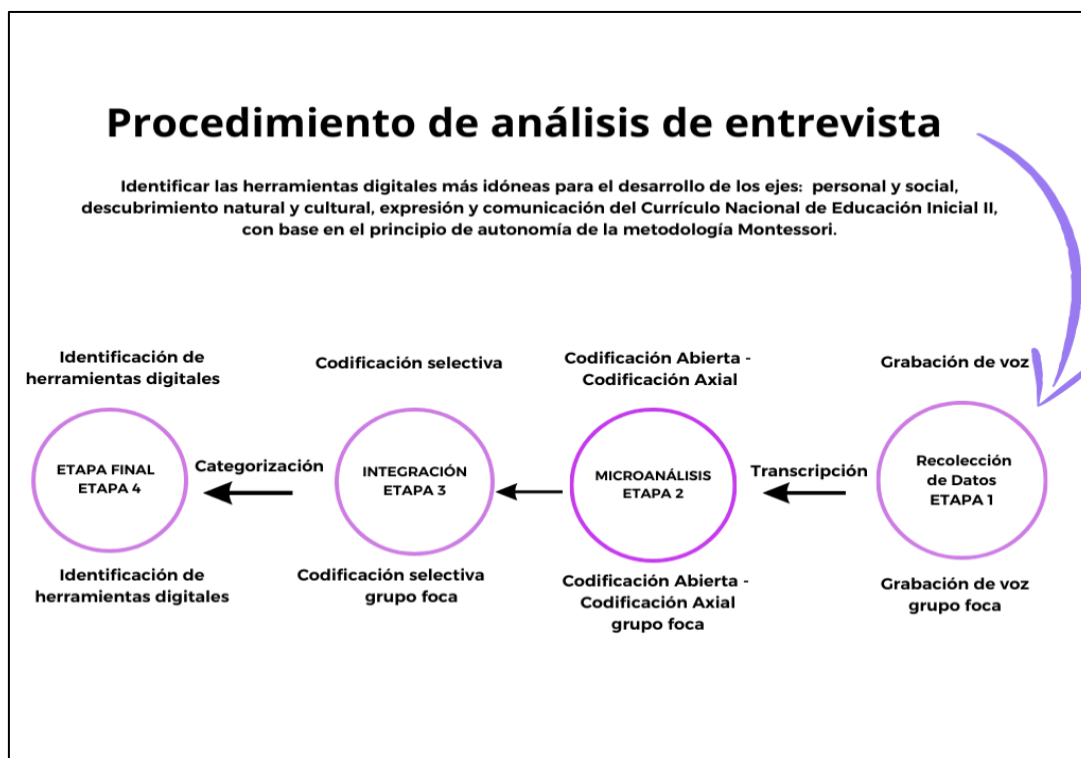 Procedimiento de análisis de entrevista
Identificar las herramientas digitales más idóneas para el desarrollo de los ejes: personal y social,
descubrimiento natural y cultural, expresión y comunicación del Currículo Nacional de Educación Inicial II,
con base en el principio de autonomía de la metodología Montessori.
Identificación de
herramientas digitales
Codificación selectiva
Codificación Abierta -
Codificación Axial
Grabación de voz
ETAPA FINAL
ETAPA 4
Categorización
INTEGRACIÓN
ETAPA 3
MICROANÁLISIS
ETAPA 2
Transcripción
Recolección
de Datos
ETAPA 1
Identificación de
herramientas digitales
Codificación selectiva
grupo foca
Codificación Abierta -
Codificación Axial
grupo foca
Grabación de voz
grupo foca